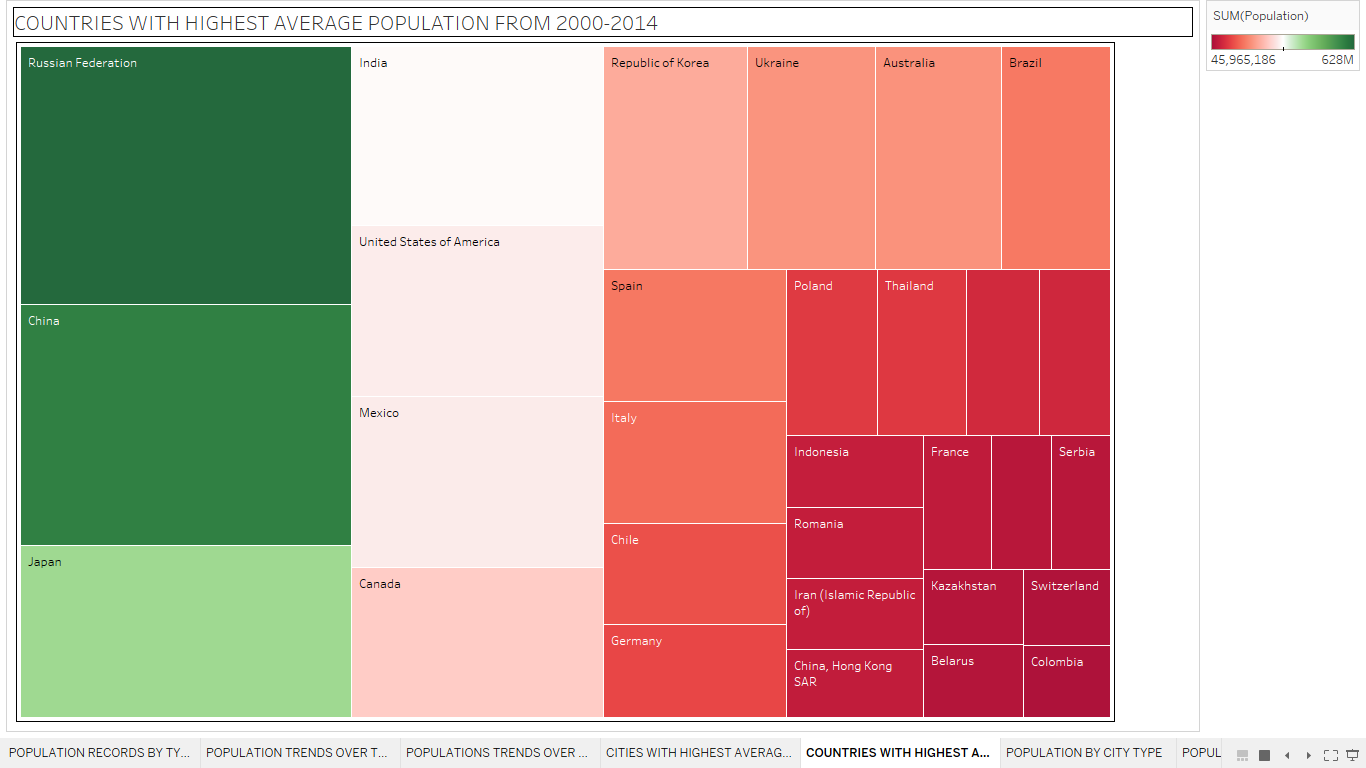 COUNTRIES WITH HIGHEST AVERAGE POPULATION FROM 2000-2014
SUM(Population)
45,965,186 628M
Russian Federation
India
Republic of Korea
Ukraine
Australia
Brazil
United States of America
Spain
Poland
Thailand
China
Mexico
Italy
Indonesia
France
Serbia
Romania
Chile
Japan
Canada
Kazakhstan
Switzerland
Iran (Islamic Republic
of)
Germany
Belarus
Colombia
China, Hong Kong
SAR
POPULATION RECORDS BY TY...
POPULATION TRENDS OVER T...
POPULATIONS TRENDS OVER ...
CITIES WITH HIGHEST AVERAG...
COUNTRIES WITH HIGHEST A...
POPULATION BY CITY TYPE
POPUL